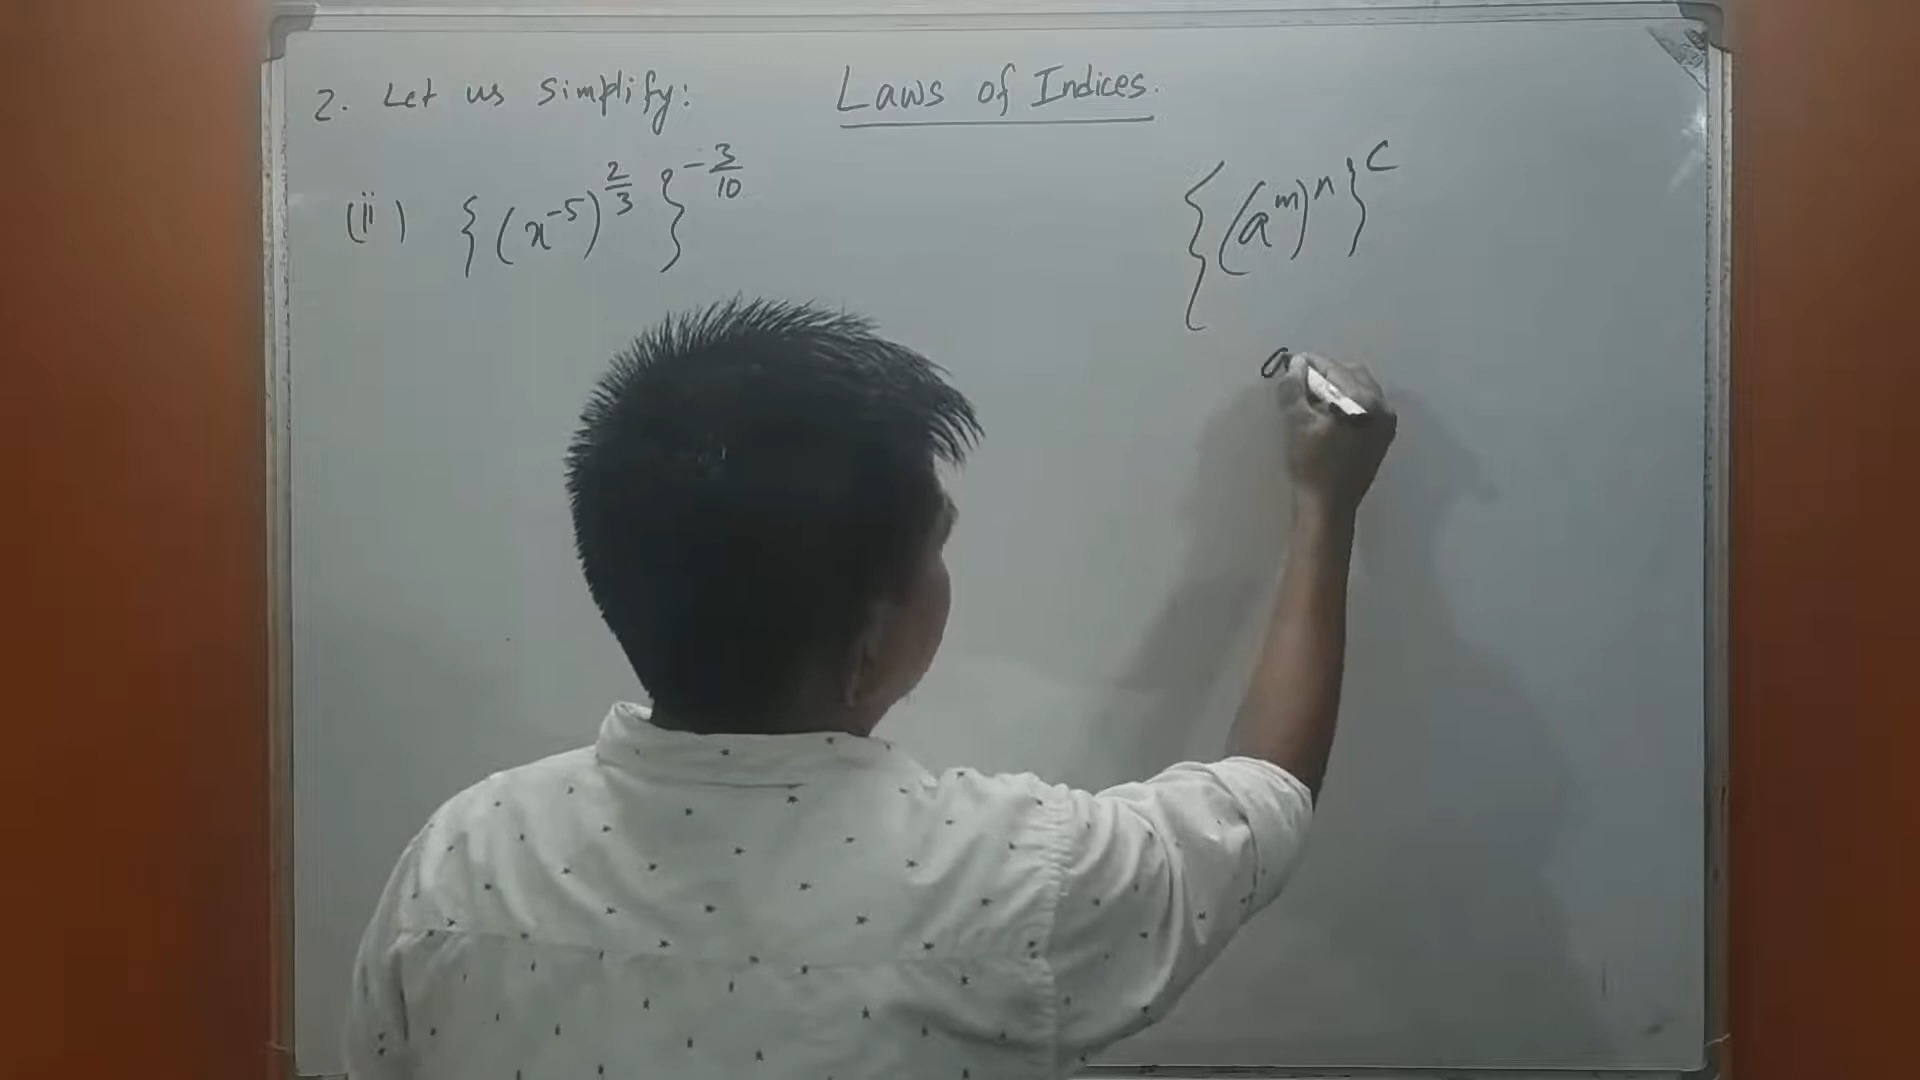 2. Let us simplify:
Laws of Indices.
(ii) {(x^-5)^2/3}^-3/10
{(a^m)^n}^c
a